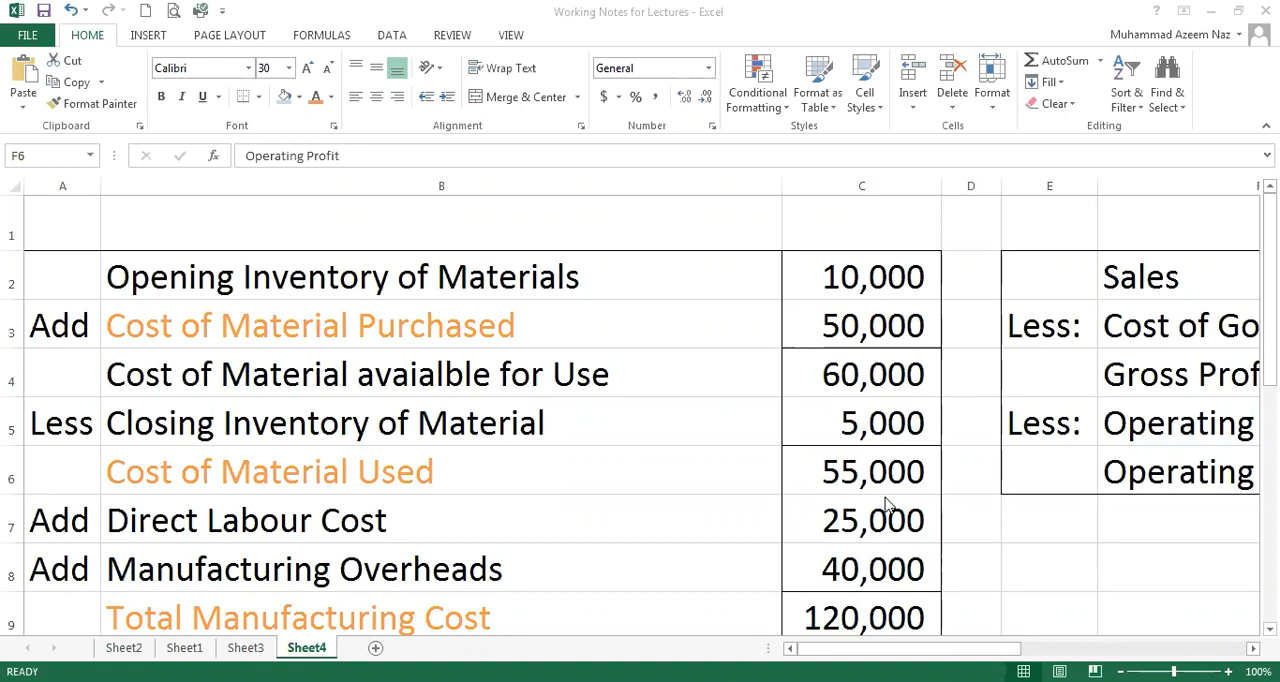 Working Notes for Lectures - Excel
FILE HOME INSERT PAGE LAYOUT FORMULAS DATA REVIEW VIEW Muhammad Azeem Naz
Paste Cut Copy Format Painter Clipboard
Calibri 30 B I U A Font
Wrap Text Merge & Center Alignment
General $ % , Number
Conditional Formatting Format as Table Cell Styles Styles
Insert Delete Format Cells
AutoSum Fill Clear Sort & Filter Find & Select Editing
F6 fx Operating Profit
A B C D E F
1
2 Opening Inventory of Materials 10,000 Sales
3 Add Cost of Material Purchased 50,000 Less: Cost of Go
4 Cost of Material avaialble for Use 60,000 Gross Prof
5 Less Closing Inventory of Material 5,000 Less: Operating
6 Cost of Material Used 55,000 Operating
7 Add Direct Labour Cost 25,000
8 Add Manufacturing Overheads 40,000
9 Total Manufacturing Cost 120,000
Sheet2 Sheet1 Sheet3 Sheet4
READY 100%